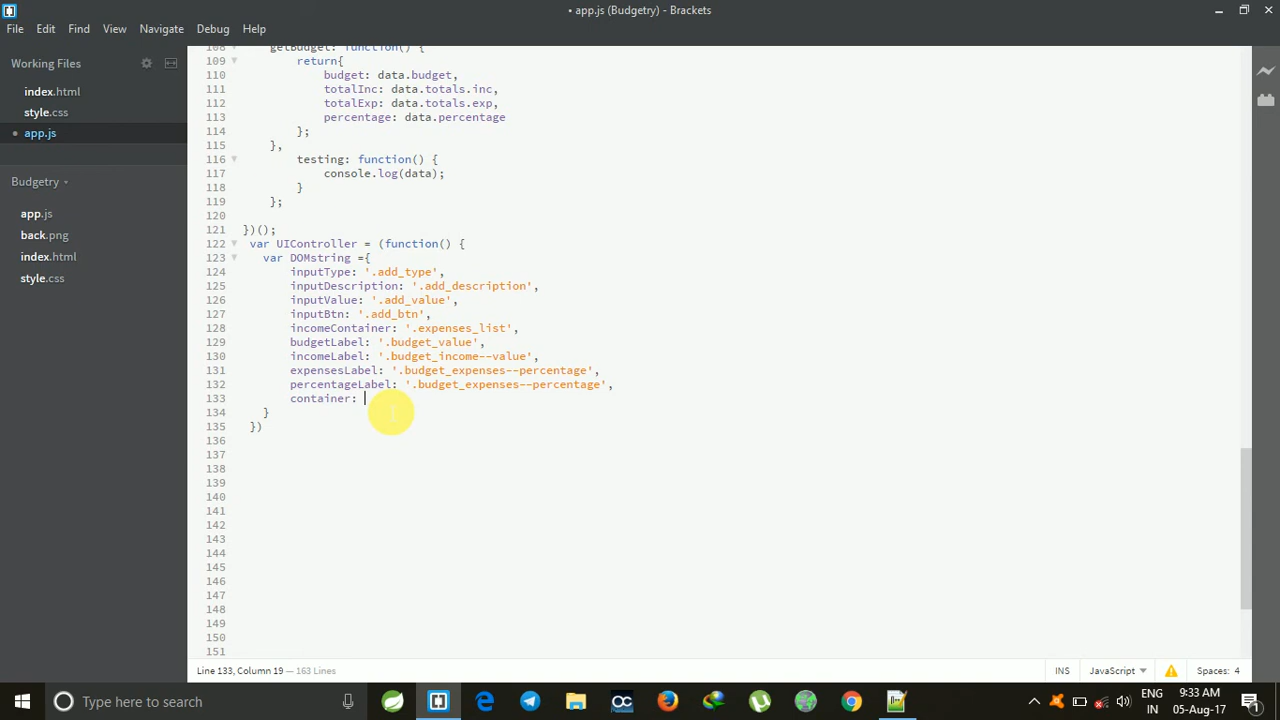 • app.js (Budgetry) - Brackets
File Edit Find View Navigate Debug Help
Working Files
index.html
style.css
• app.js
Budgetry
app.js
back.png
index.html
style.css
108 getBudget: function() {
109 return{
110 budget: data.budget,
111 totalInc: data.totals.inc,
112 totalExp: data.totals.exp,
113 percentage: data.percentage
114 };
115 },
116 testing: function() {
117 console.log(data);
118 }
119 };
120
121 })();
122 var UIController = (function() {
123 var DOMstring ={
124 inputType: '.add_type',
125 inputDescription: '.add_description',
126 inputValue: '.add_value',
127 inputBtn: '.add_btn',
128 incomeContainer: '.expenses_list',
129 budgetLabel: '.budget_value',
130 incomeLabel: '.budget_income--value',
131 expensesLabel: '.budget_expenses--percentage',
132 percentageLabel: '.budget_expenses--percentage',
133 container:
134 }
135 })
136
137
138
139
140
141
142
143
144
145
146
147
148
149
150
151
Line 133, Column 19 — 163 Lines
INS JavaScript Spaces: 4
Type here to search
ENG
IN
9:33 AM
05-Aug-17
1